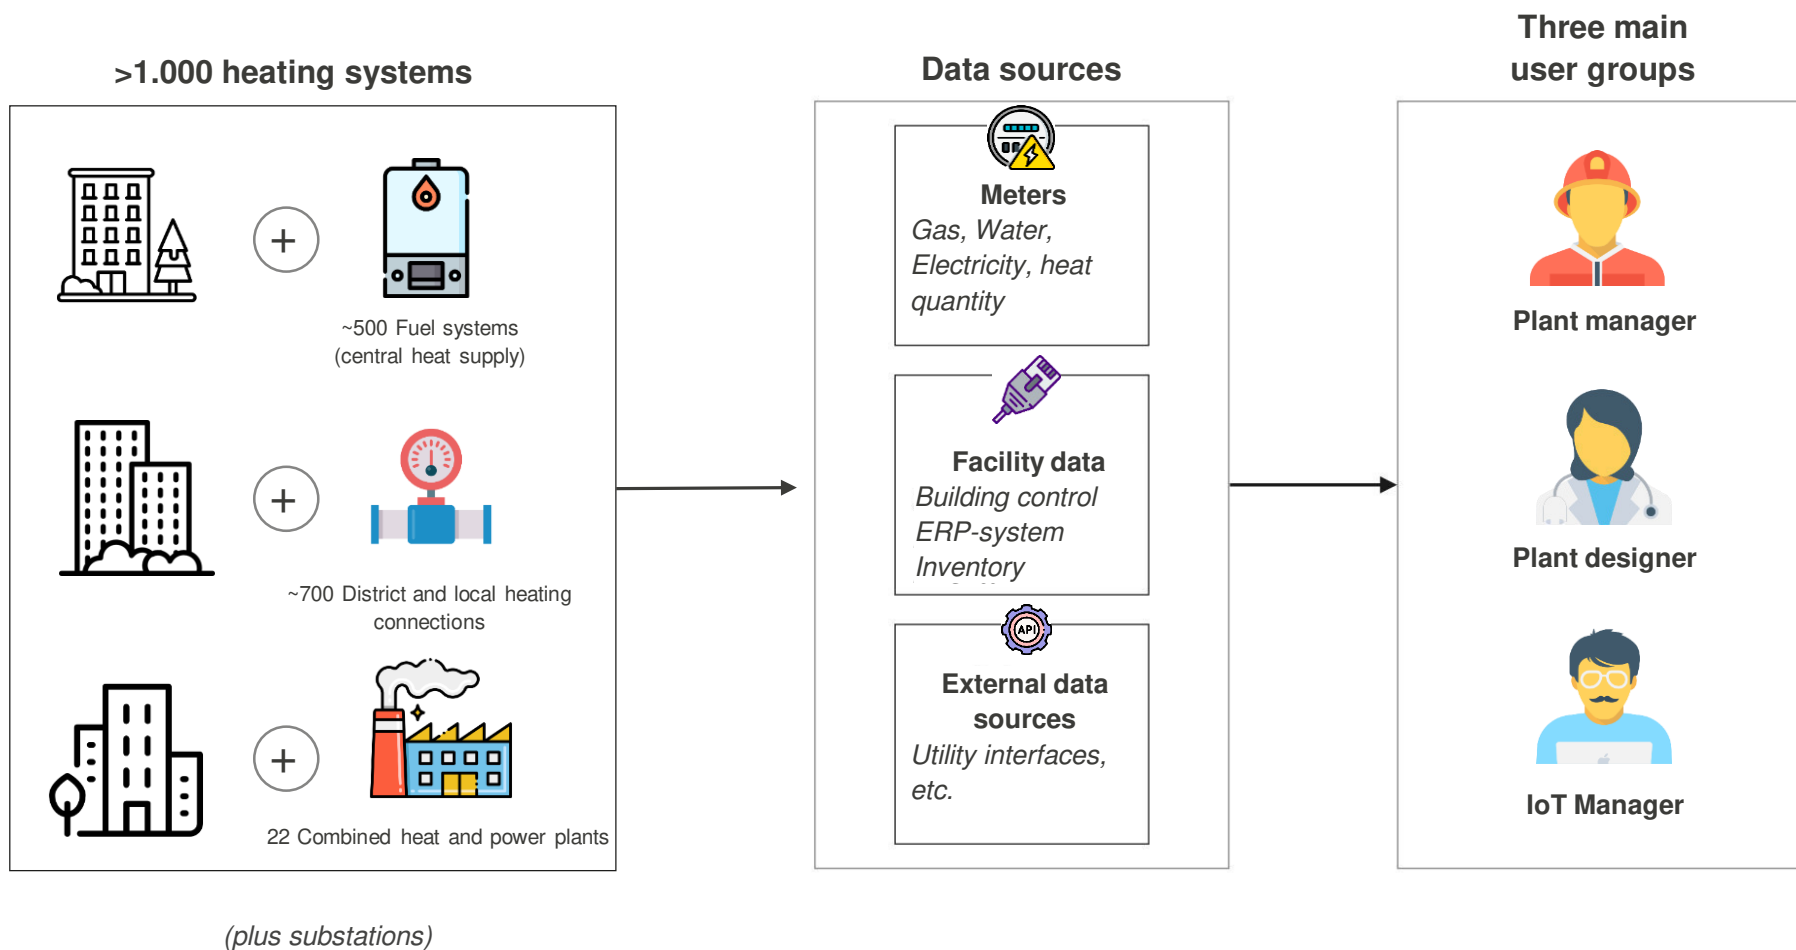 >1.000 heating systems
~500 Fuel systems
(central heat supply)
~700 District and local heating
connections
22 Combined heat and power plants
(plus substations)
Data sources
Meters
Gas, Water,
Electricity, heat
quantity
Facility data
Building control
ERP-system
Inventory
API
External data
sources
Utility interfaces,
etc.
Three main
user groups
Plant manager
Plant designer
IoT Manager